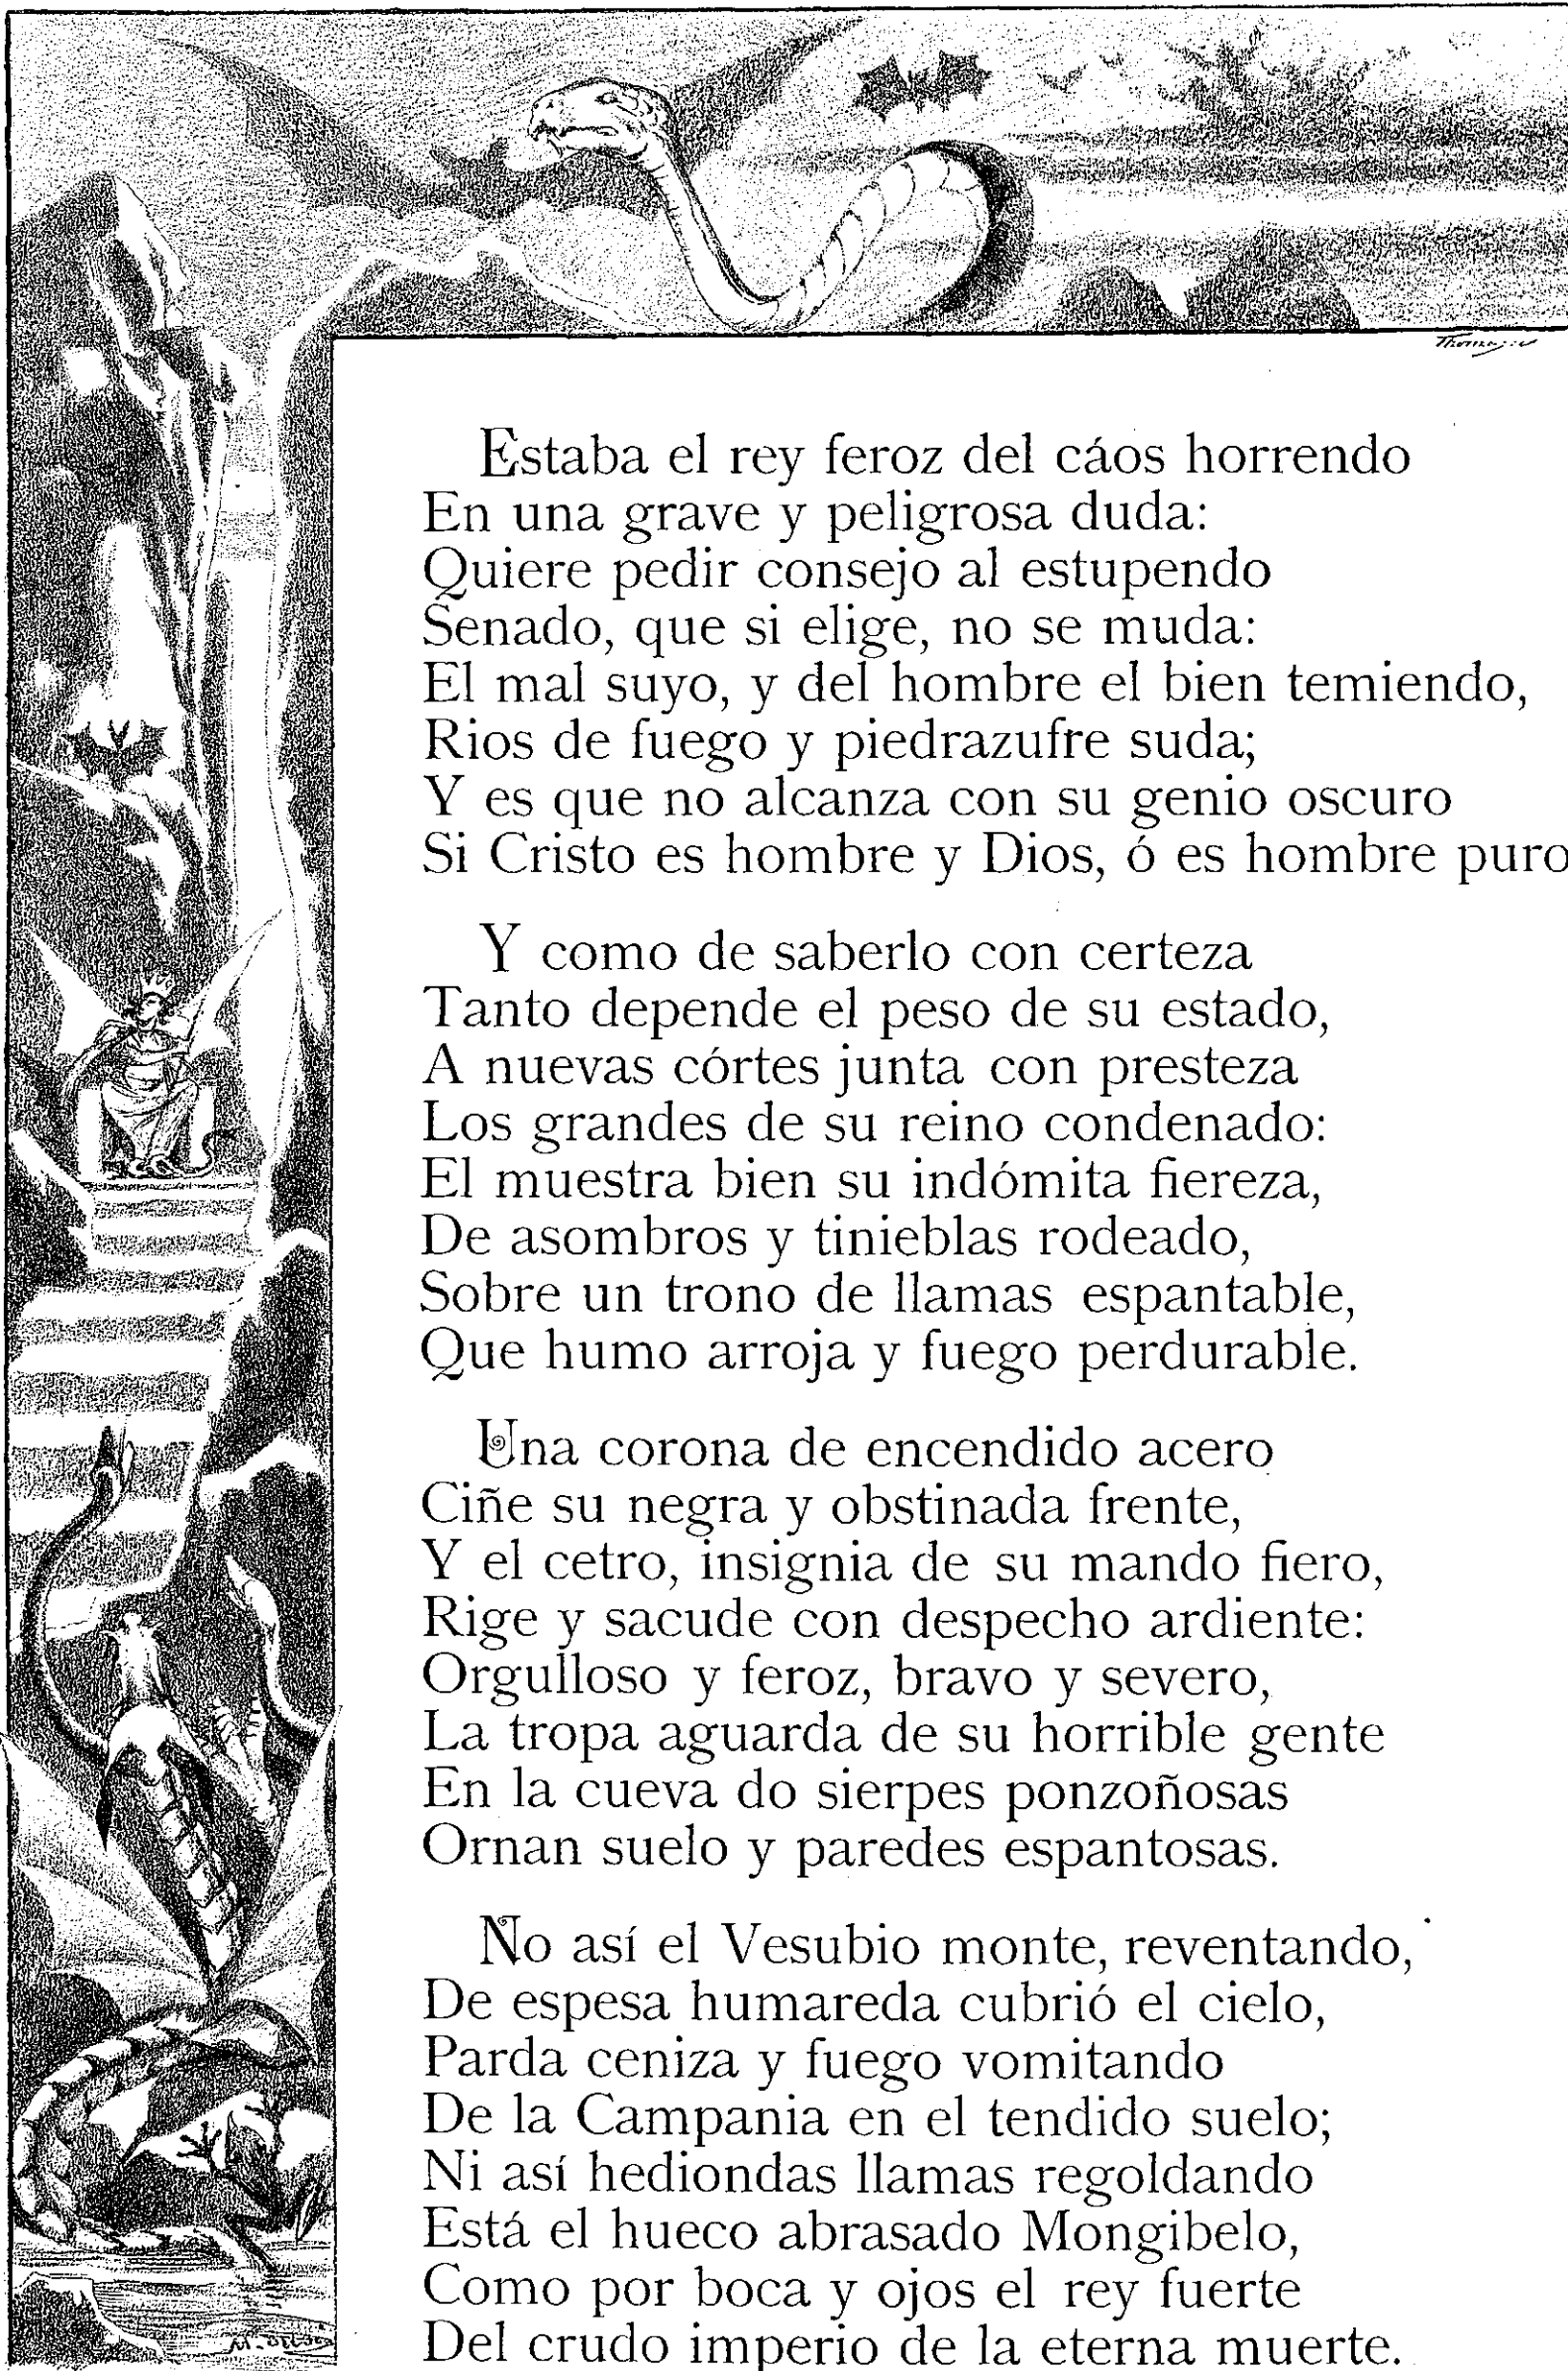 Estaba el rey feroz del cáos horrendo
En una grave y peligrosa duda:
Quiere pedir consejo al estupendo
Senado, que si elige, no se muda:
El mal suyo, y del hombre el bien temiendo,
Rios de fuego y piedrazufre suda;
Y es que no alcanza con su genio oscuro
Si Cristo es hombre y Dios, ó es hombre puro
Y como de saberlo con certeza
Tanto depende el peso de su estado,
A nuevas córtes junta con presteza
Los grandes de su reino condenado:
El muestra bien su indómita fiereza,
De asombros y tinieblas rodeado,
Sobre un trono de llamas espantable,
Que humo arroja y fuego perdurable.
Una corona de encendido acero
Ciñe su negra y obstinada frente,
Y el cetro, insignia de su mando fiero,
Rige y sacude con despecho ardiente:
Orgulloso y feroz, bravo y severo,
La tropa aguarda de su horrible gente
En la cueva do sierpes ponzoñosas
Ornan suelo y paredes espantosas.
No así el Vesubio monte, reventando,
De espesa humareda cubrió el cielo,
Parda ceniza y fuego vomitando
De la Campania en el tendido suelo;
Ni así hediondas llamas regoldando
Está el hueco abrasado Mongibelo,
Como por boca y ojos el rey fuerte
Del crudo imperio de la eterna muerte.